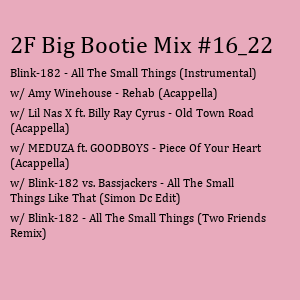 2F Big Bootie Mix #16_22
Blink-182 - All The Small Things (Instrumental)
w/ Amy Winehouse - Rehab (Acappella)
w/ Lil Nas X ft. Billy Ray Cyrus - Old Town Road
(Acappella)
w/ MEDUZA ft. GOODBOYS - Piece Of Your Heart
(Acappella)
w/ Blink-182 vs. Bassjackers - All The Small
Things Like That (Simon Dc Edit)
w/ Blink-182 - All The Small Things (Two Friends
Remix)